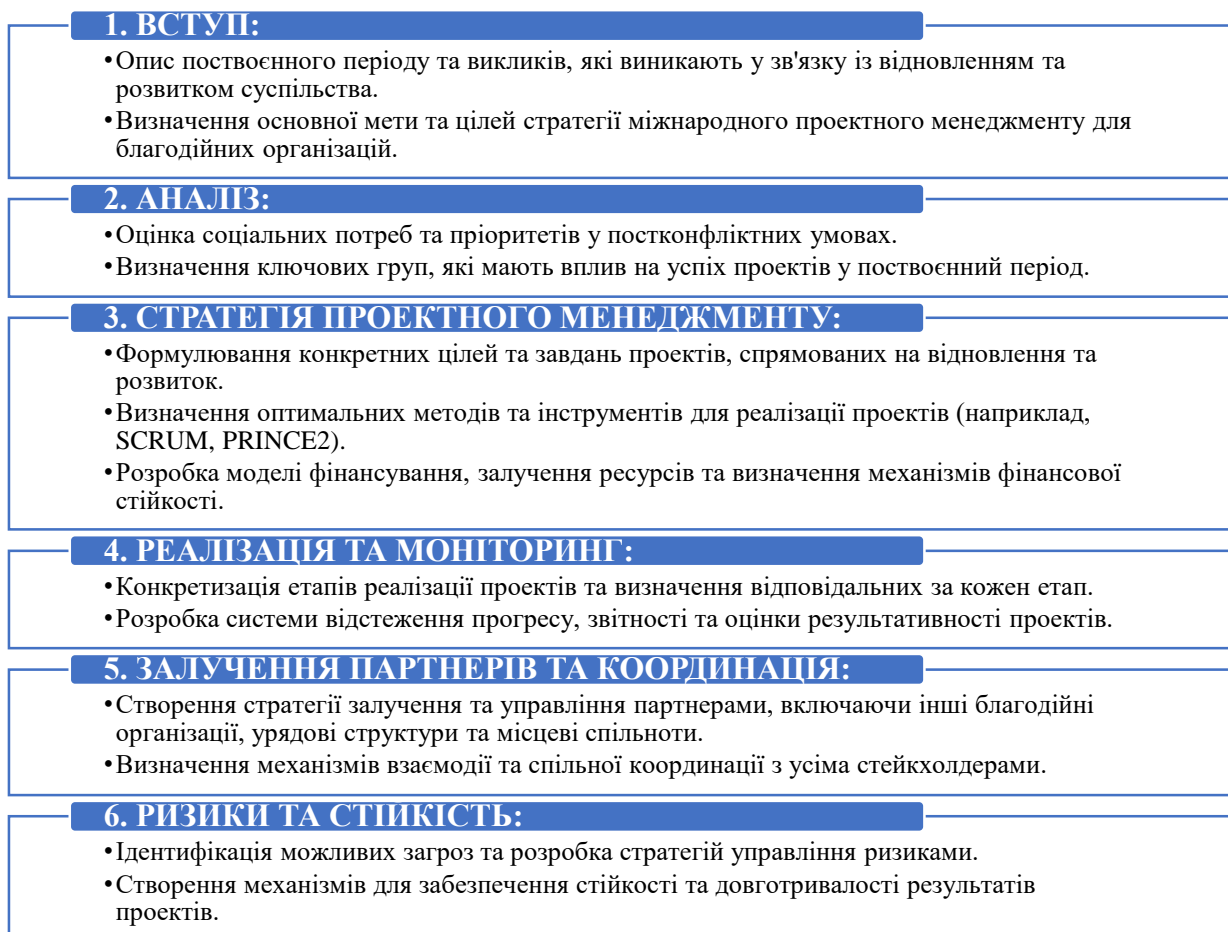 1. ВСТУП:
•Опис поствоєнного періоду та викликів, які виникають у зв'язку із відновленням та
розвитком суспільства.
•Визначення основної мети та цілей стратегії міжнародного проектного менеджменту для
благодійних організацій.
2. АНАЛІЗ:
•Оцінка соціальних потреб та пріоритетів у постконфліктних умовах.
•Визначення ключових груп, які мають вплив на успіх проектів у поствоєнний період.
3. СТРАТЕГІЯ ПРОЕКТНОГО МЕНЕДЖМЕНТУ:
•Формулювання конкретних цілей та завдань проектів, спрямованих на відновлення та
розвиток.
•Визначення оптимальних методів та інструментів для реалізації проектів (наприклад,
SCRUM, PRINCE2).
•Розробка моделі фінансування, залучення ресурсів та визначення механізмів фінансової
стійкості.
4. РЕАЛІЗАЦІЯ ТА МОНІТОРИНГ:
•Конкретизація етапів реалізації проектів та визначення відповідальних за кожен етап.
•Розробка системи відстеження прогресу, звітності та оцінки результативності проектів.
5. ЗАЛУЧЕННЯ ПАРТНЕРІВ ТА КООРДИНАЦІЯ:
•Створення стратегії залучення та управління партнерами, включаючи інші благодійні
організації, урядові структури та місцеві спільноти.
•Визначення механізмів взаємодії та спільної координації з усіма стейкхолдерами.
6. РИЗИКИ ТА СТІЙКІСТЬ:
•Ідентифікація можливих загроз та розробка стратегій управління ризиками.
•Створення механізмів для забезпечення стійкості та довготривалості результатів
проектів.